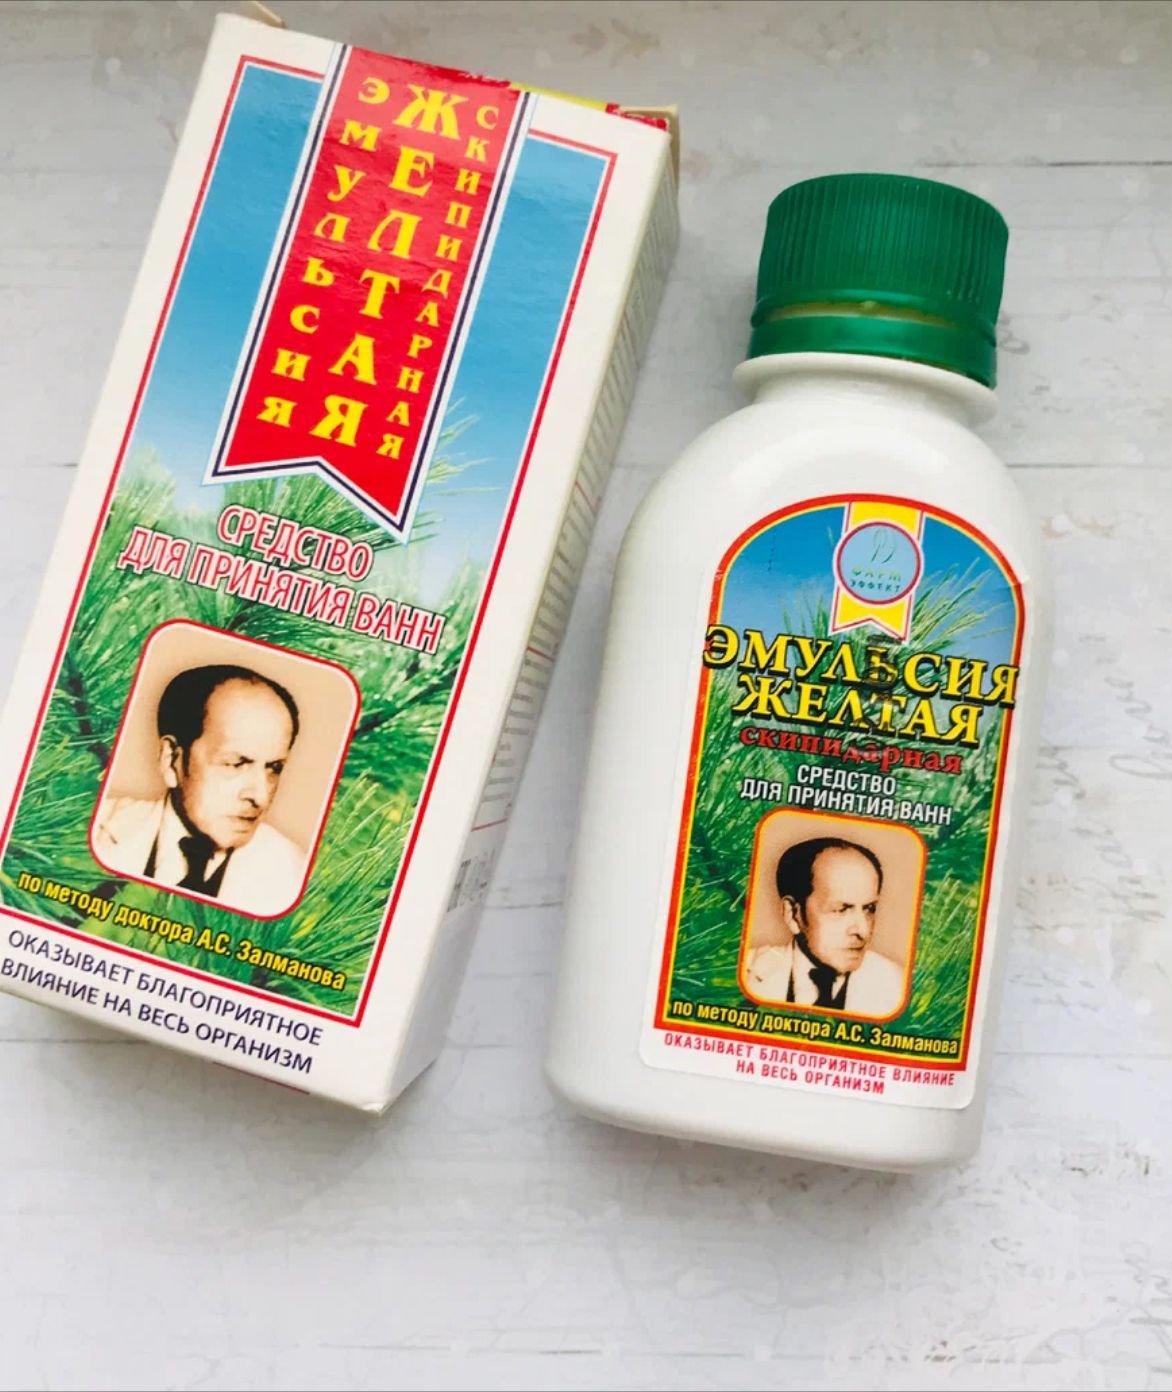 ЭМУЛЬСИЯ
ЖЕЛТАЯ
СКИПИДАРНАЯ
СРЕДСТВО
ДЛЯ ПРИНЯТИЯ ВАНН
по методу доктора А.С. Залманова
ОКАЗЫВАЕТ БЛАГОПРИЯТНОЕ
ВЛИЯНИЕ НА ВЕСЬ ОРГАНИЗМ
ФАРМ
ЭФФЕКТ
ЭМУЛЬСИЯ
ЖЕЛТАЯ
скипидарная
СРЕДСТВО
ДЛЯ ПРИНЯТИЯ ВАНН
по методу доктора А.С. Залманова
ОКАЗЫВАЕТ БЛАГОПРИЯТНОЕ ВЛИЯНИЕ
НА ВЕСЬ ОРГАНИЗМ